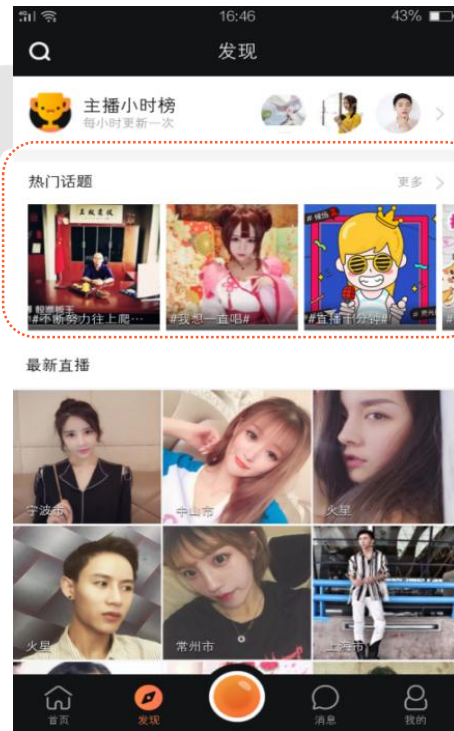 16:46
43%
发现
主播小时榜
每小时更新一次
热门话题
更多
#不断努力往上爬…
#我想一直唱#
#直播十分钟#
最新直播
宁波市
中山市
火星
火星
常州市
上海市
首页
发现
消息
我的